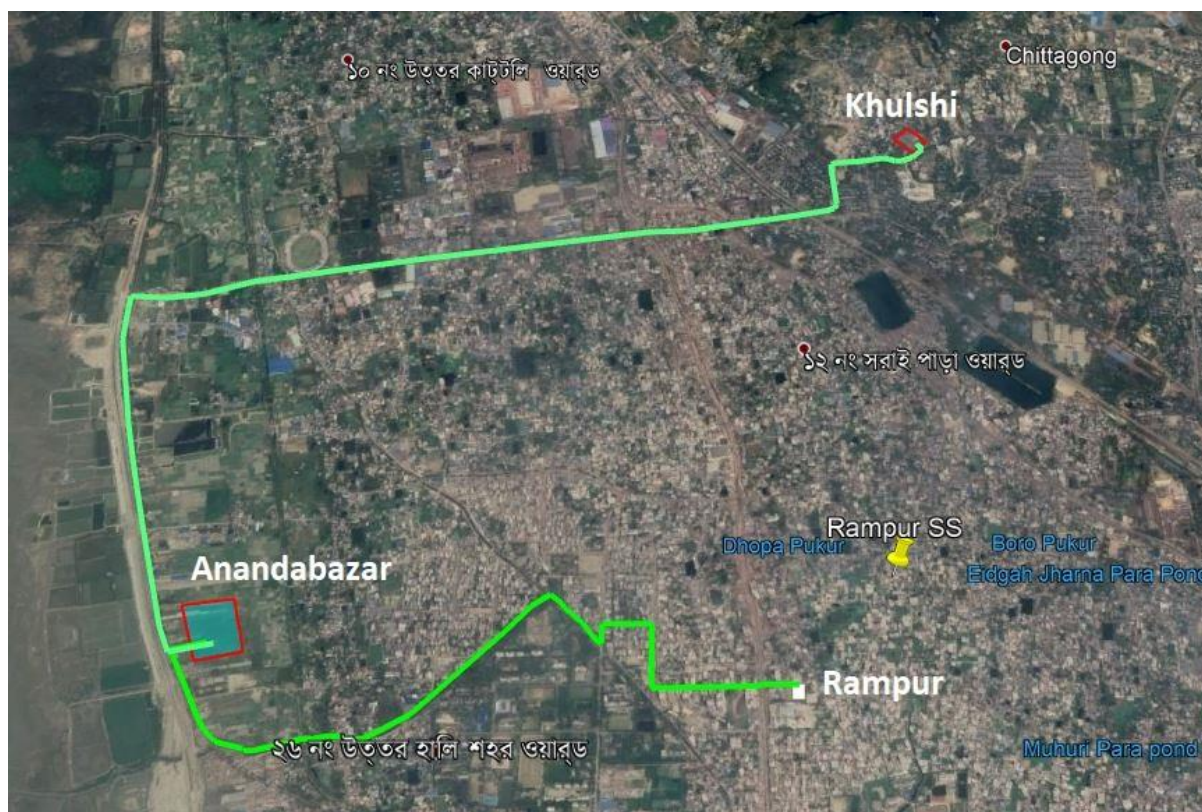 ১০ নং উত্তর কাট্টলি ওয়ার্ড
Chittagong
Khulshi
১২ নং সরাই পাড়া ওয়ার্ড
Rampur SS
Dhopa Pukur
Boro Pukur
Eidgah Jharna Para Pond
Anandabazar
Rampur
২৬ নং উত্তর হালি শহর ওয়ার্ড
Muhuri Para pond